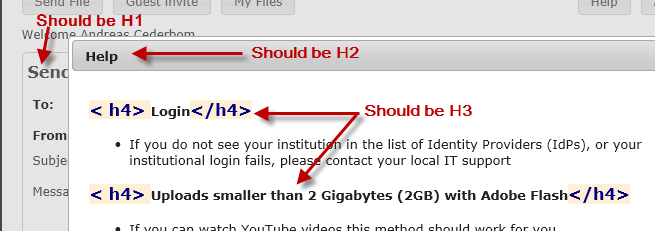 Send File Guest Invite My Files Help
Should be H1
Welcome Andreas Cederbom
Send
Help Should be H2
To:
< h4> Login</h4> Should be H3
From
• If you do not see your institution in the list of Identity Providers (IdPs), or your
Subje
institutional login fails, please contact your local IT support
Messa
< h4> Uploads smaller than 2 Gigabytes (2GB) with Adobe Flash</h4>
• If you can watch YouTube videos this method should work for you